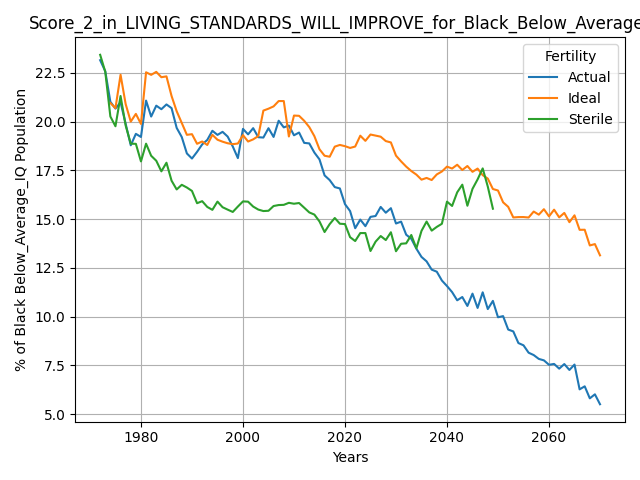 Score_2_in_LIVING_STANDARDS_WILL_IMPROVE_for_Black_Below_Average
% of Black Below_Average_IQ Population
22.5
20.0
17.5
15.0
12.5
10.0
7.5
5.0
Fertility
Actual
Ideal
Sterile
1980
2000
2020
2040
2060
Years